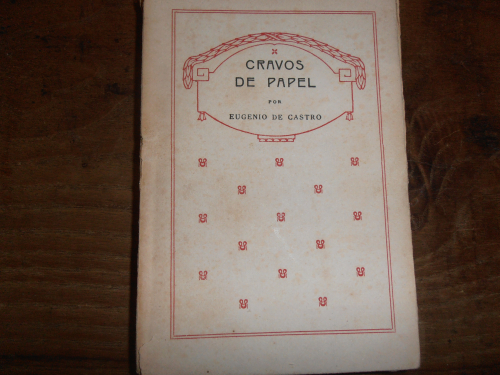 CRAVOS
DE PAPEL
POR
EUGENIO DE CASTRO